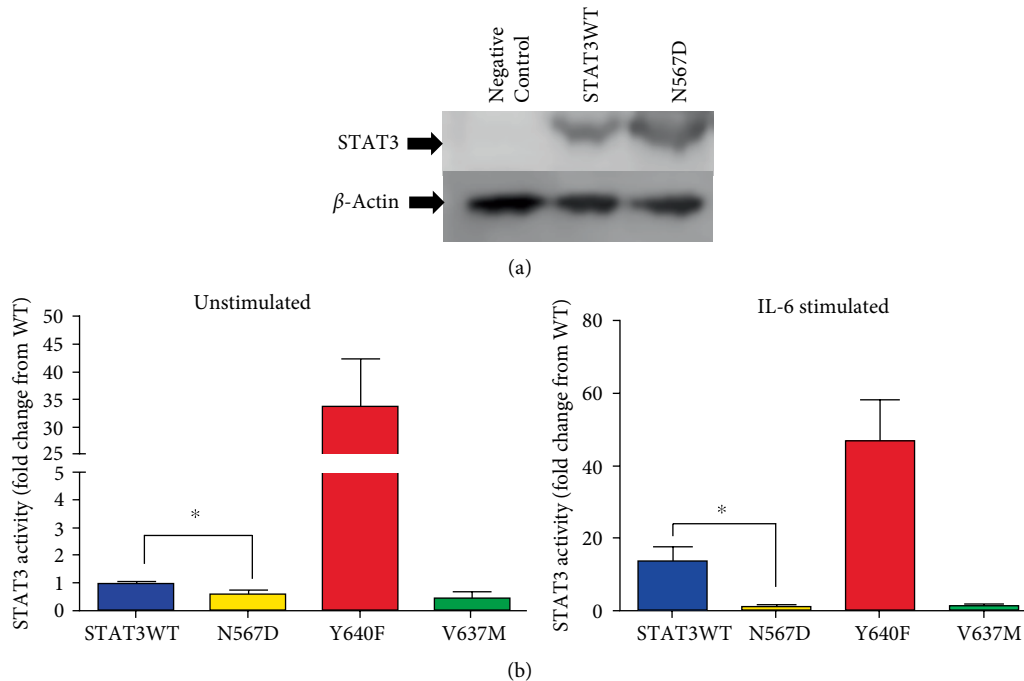 Negative
Control
STAT3WT
N567D
STAT3
β-Actin
(a)
Unstimulated
STAT3 activity (fold change from WT)
50
45
40
35
30
25
5
4
3
2
1
0
*
STAT3WT N567D Y640F V637M
IL-6 stimulated
STAT3 activity (fold change from WT)
80
60
40
20
0
*
STAT3WT N567D Y640F V637M
(b)